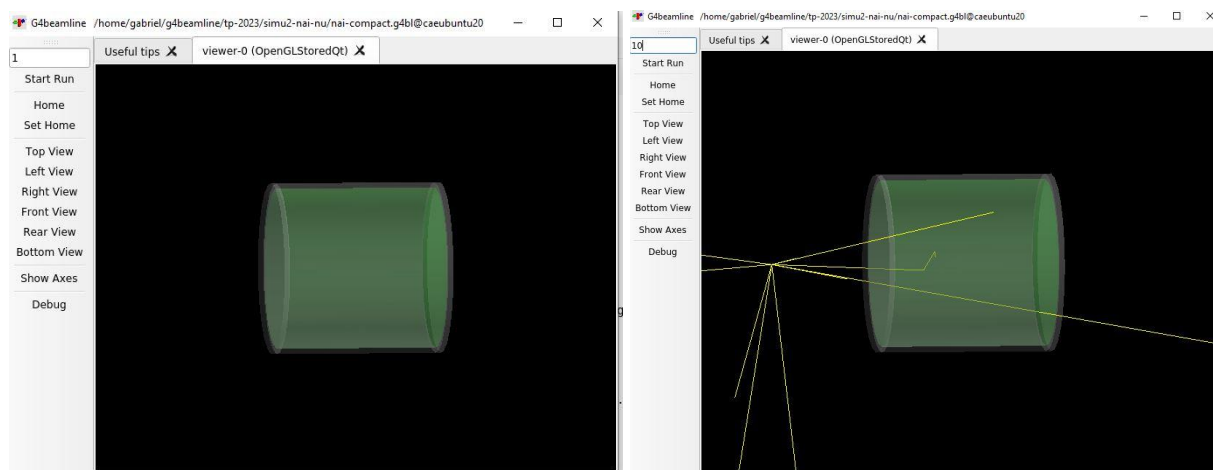 G4beamline /home/gabriel/g4beamline/tp-2023/simu2-nai-nu/nai-compact.g4bl@caeubuntu20
1
Useful tips
viewer-0 (OpenGLStoredQt)
Start Run
Home
Set Home
Top View
Left View
Right View
Front View
Rear View
Bottom View
Show Axes
Debug
G4beamline /home/gabriel/g4beamline/tp-2023/simu2-nai-nu/nai-compact.g4bl@caeubuntu20
10
Useful tips
viewer-0 (OpenGLStoredQt)
Start Run
Home
Set Home
Top View
Left View
Right View
Front View
Rear View
Bottom View
Show Axes
Debug